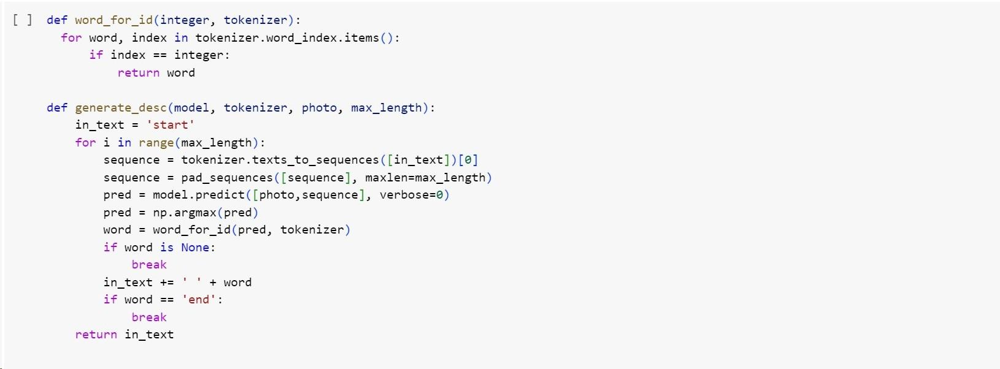 [ ] def word_for_id(integer, tokenizer):
  for word, index in tokenizer.word_index.items():
      if index == integer:
          return word
def generate_desc(model, tokenizer, photo, max_length):
    in_text = 'start'
    for i in range(max_length):
        sequence = tokenizer.texts_to_sequences([in_text])[0]
        sequence = pad_sequences([sequence], maxlen=max_length)
        pred = model.predict([photo,sequence], verbose=0)
        pred = np.argmax(pred)
        word = word_for_id(pred, tokenizer)
        if word is None:
            break
        in_text += ' ' + word
        if word == 'end':
            break
    return in_text